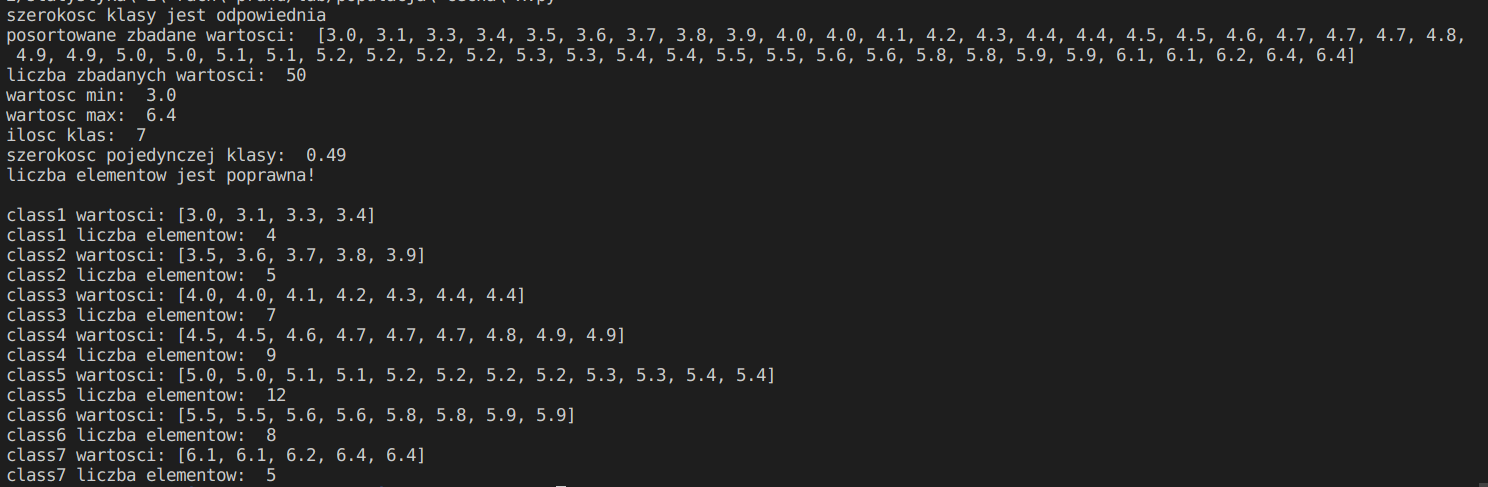 szerokosc klasy jest odpowiednia
posortowane zbadane wartosci:  [3.0, 3.1, 3.3, 3.4, 3.5, 3.6, 3.7, 3.8, 3.9, 4.0, 4.0, 4.1, 4.2, 4.3, 4.4, 4.4, 4.5, 4.5, 4.6, 4.7, 4.7, 4.7, 4.8,
4.9, 4.9, 5.0, 5.0, 5.1, 5.1, 5.2, 5.2, 5.2, 5.2, 5.3, 5.3, 5.4, 5.4, 5.5, 5.5, 5.6, 5.6, 5.8, 5.8, 5.9, 5.9, 6.1, 6.1, 6.2, 6.4, 6.4]
liczba zbadanych wartosci:  50
wartosc min:  3.0
wartosc max:  6.4
ilosc klas:  7
szerokosc pojedynczej klasy:  0.49
liczba elementow jest poprawna!
class1 wartosci: [3.0, 3.1, 3.3, 3.4]
class1 liczba elementow:  4
class2 wartosci: [3.5, 3.6, 3.7, 3.8, 3.9]
class2 liczba elementow:  5
class3 wartosci: [4.0, 4.0, 4.1, 4.2, 4.3, 4.4, 4.4]
class3 liczba elementow:  7
class4 wartosci: [4.5, 4.5, 4.6, 4.7, 4.7, 4.7, 4.8, 4.9, 4.9]
class4 liczba elementow:  9
class5 wartosci: [5.0, 5.0, 5.1, 5.1, 5.2, 5.2, 5.2, 5.2, 5.3, 5.3, 5.4, 5.4]
class5 liczba elementow:  12
class6 wartosci: [5.5, 5.5, 5.6, 5.6, 5.8, 5.8, 5.9, 5.9]
class6 liczba elementow:  8
class7 wartosci: [6.1, 6.1, 6.2, 6.4, 6.4]
class7 liczba elementow:  5